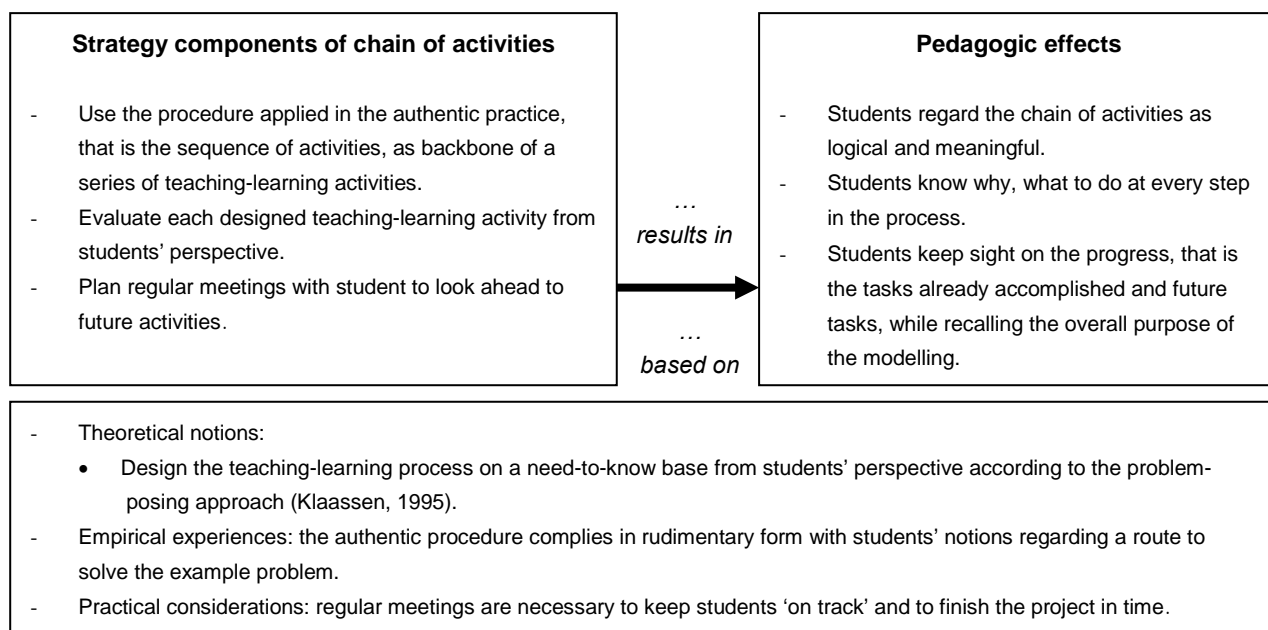 Strategy components of chain of activities
- Use the procedure applied in the authentic practice,
that is the sequence of activities, as backbone of a
series of teaching-learning activities.
- Evaluate each designed teaching-learning activity from
students’ perspective.
- Plan regular meetings with student to look ahead to
future activities.
…
results in
…
based on
Pedagogic effects
- Students regard the chain of activities as
logical and meaningful.
- Students know why, what to do at every step
in the process.
- Students keep sight on the progress, that is
the tasks already accomplished and future
tasks, while recalling the overall purpose of
the modelling.
- Theoretical notions:
• Design the teaching-learning process on a need-to-know base from students’ perspective according to the problem-
posing approach (Klaassen, 1995).
- Empirical experiences: the authentic procedure complies in rudimentary form with students’ notions regarding a route to
solve the example problem.
- Practical considerations: regular meetings are necessary to keep students ‘on track’ and to finish the project in time.